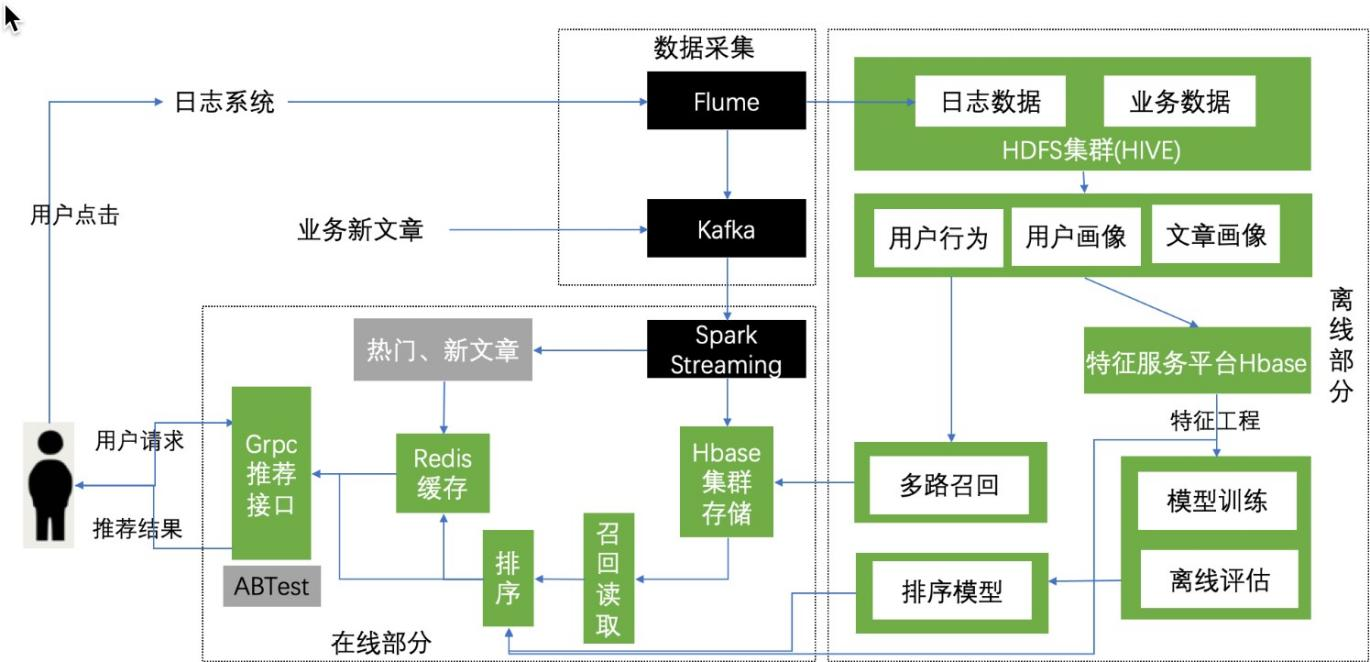 数据采集
日志系统
Flume
日志数据
业务数据
HDFS集群(HIVE)
用户点击
业务新文章
Kafka
用户行为
用户画像
文章画像
离
线
部
分
热门、新文章
Spark
Streaming
特征服务平台Hbase
特征工程
用户请求
Grpc
推荐
接口
Redis
缓存
Hbase
集群
存储
多路召回
模型训练
推荐结果
排
序
召
回
读
取
离线评估
排序模型
ABTest
在线部分